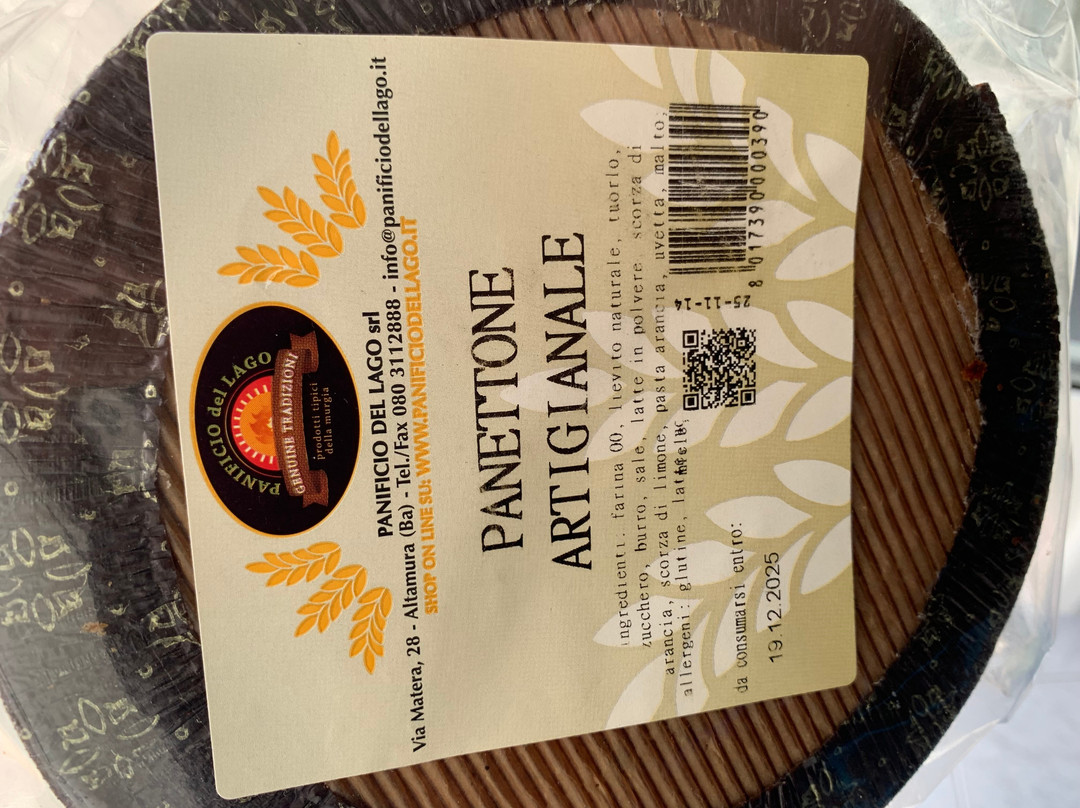 PANIFICIO del LAGO
GENUINE TRADIZIONI
prodotti tipici
della murgia
PANIFICIO DEL LAGO srl
Via Matera, 28 - Altamura (Ba) - Tel./Fax 080 3112888 - info@panificiodellago.it
SHOP ON LINE SU: WWW.PANIFICIODELLAGO.IT
PANETTONE
ARTIGIANALE
ingredienti: farina 00, lievito naturale, tuorlo,
zucchero, burro, sale, latte in polvere, scorza di
arancia, scorza di limone, pasta arancia, uvetta, malto;
allergeni: glutine,
da consumarsi entro:
19.12.2025
25-11-14
8 017390 000390